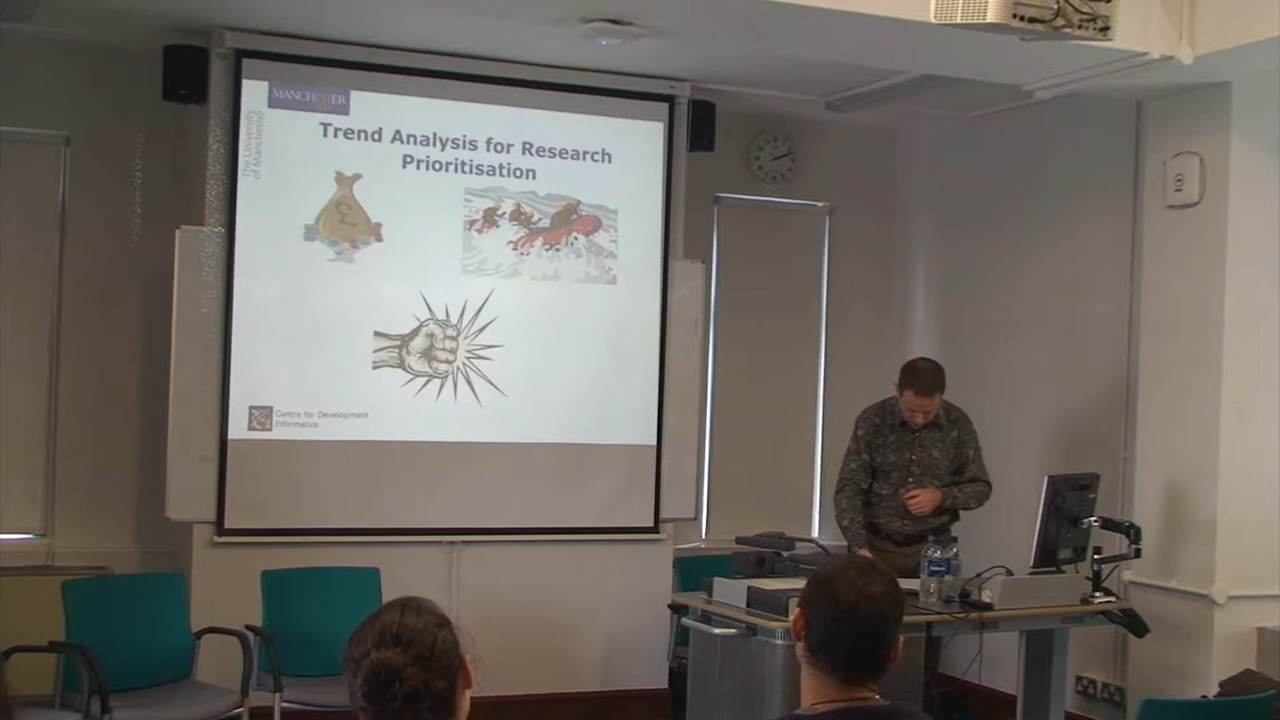 MANCHESTER
The University
of Manchester
Trend Analysis for Research
Prioritisation
£
Centre for Development
Informatics